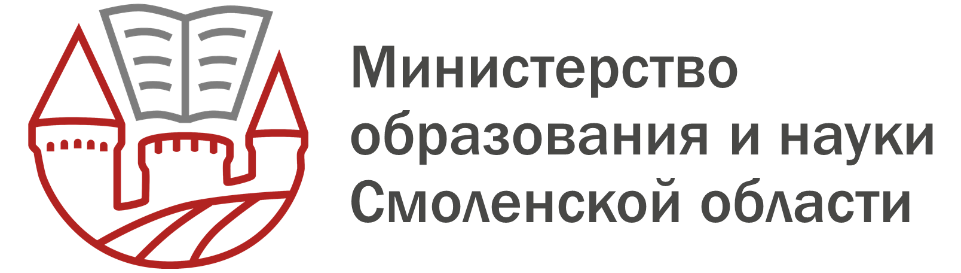 Министерство
образования и науки
Смоленской области